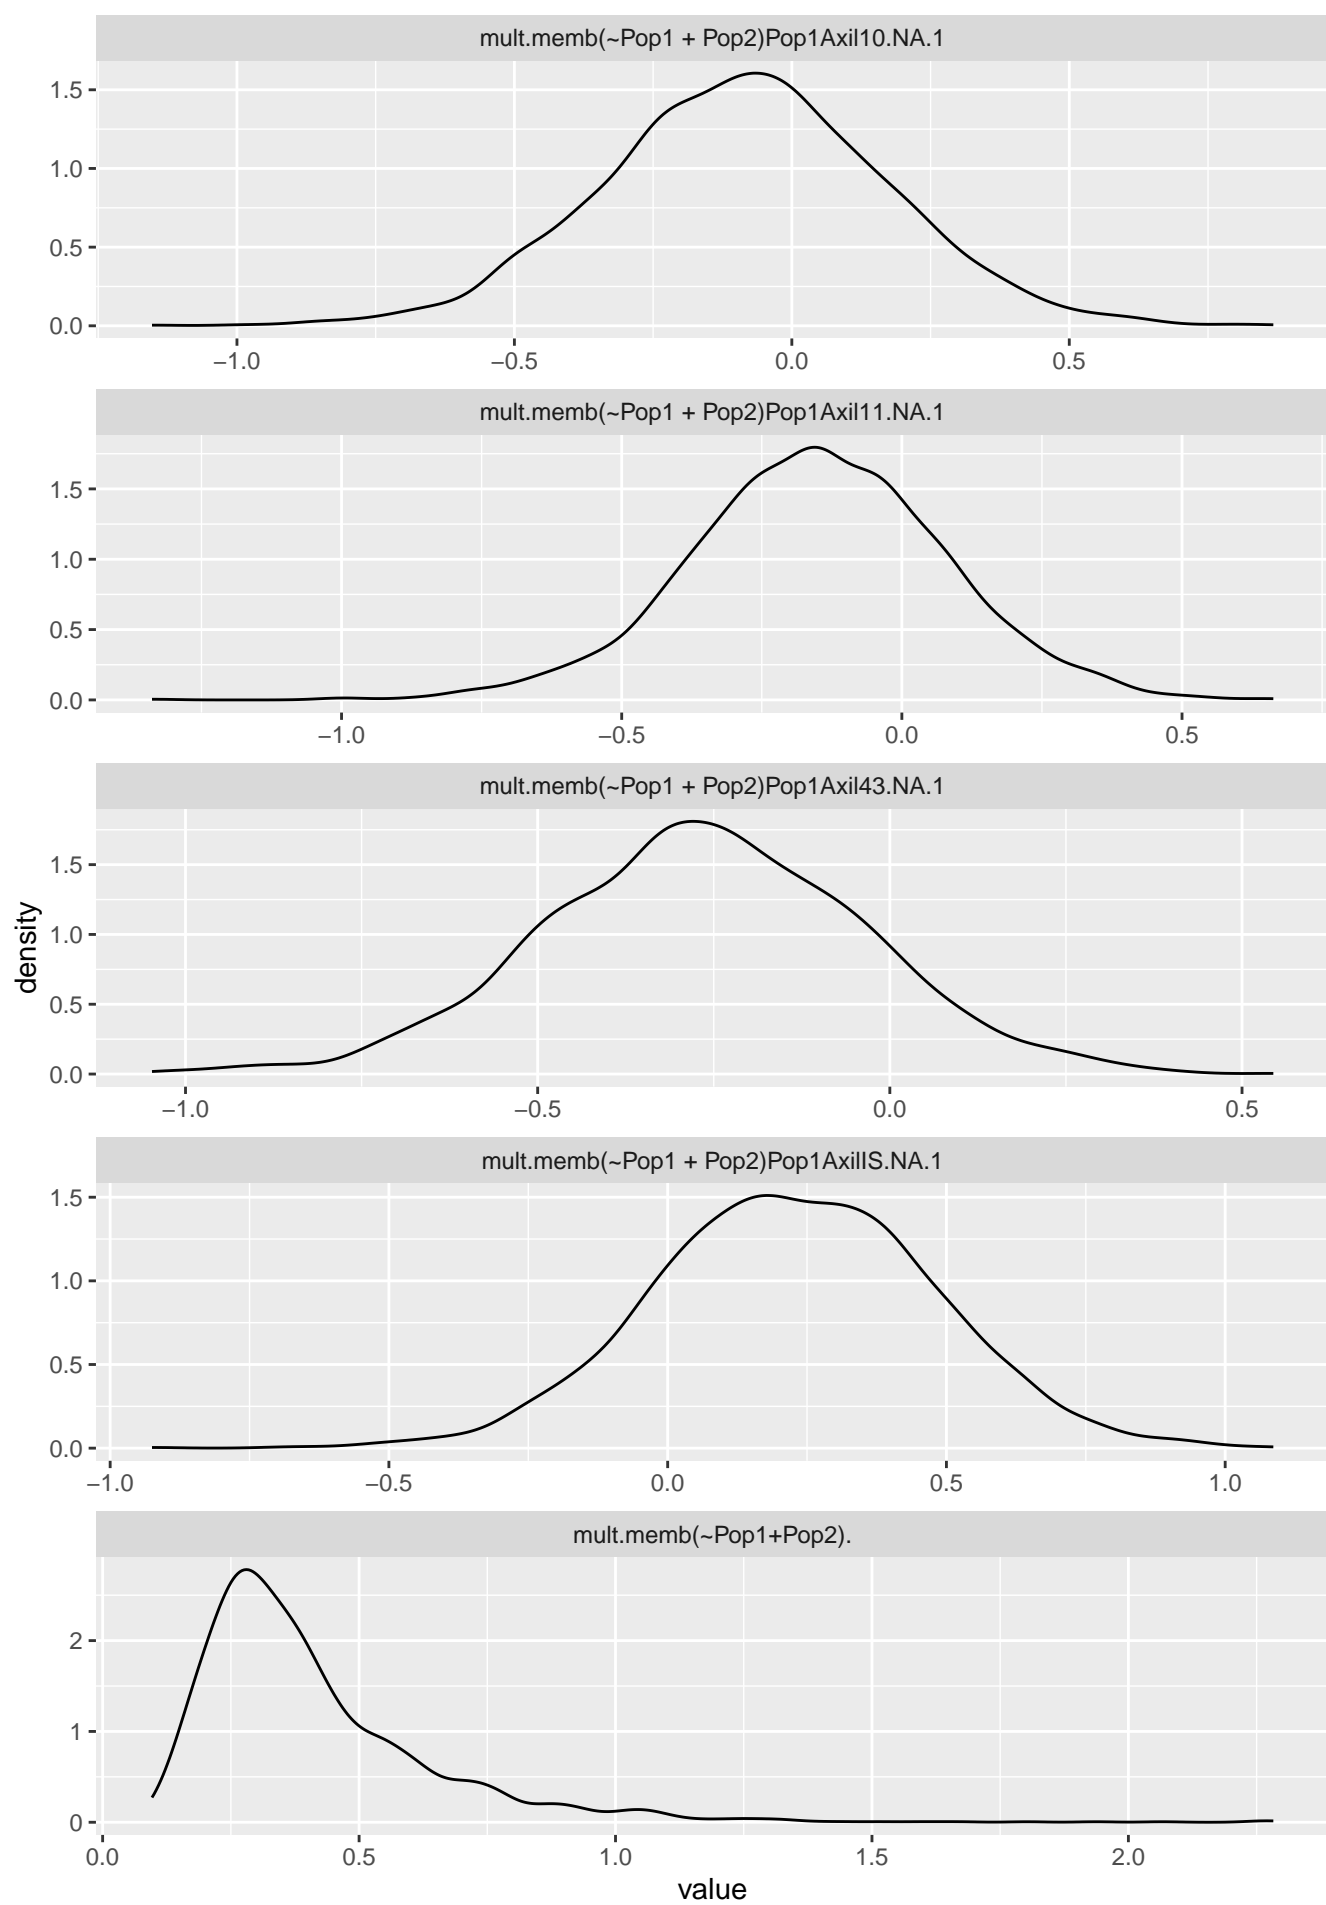 mult.memb(~Pop1 + Pop2)Pop1Axil10.NA.1
1.5
1.0
0.5
0.0
−1.0 −0.5 0.0 0.5
mult.memb(~Pop1 + Pop2)Pop1Axil11.NA.1
1.5
1.0
0.5
0.0
−1.0 −0.5 0.0 0.5
mult.memb(~Pop1 + Pop2)Pop1Axil43.NA.1
1.5
1.0
0.5
0.0
−1.0 −0.5 0.0 0.5
density
mult.memb(~Pop1 + Pop2)Pop1AxilIS.NA.1
1.5
1.0
0.5
0.0
−1.0 −0.5 0.0 0.5 1.0
mult.memb(~Pop1+Pop2).
2
1
0
0.0 0.5 1.0 1.5 2.0
value